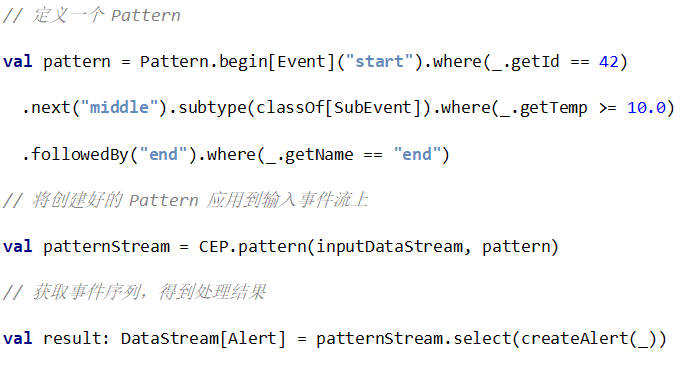 // 定义一个 Pattern
val pattern = Pattern.begin[Event]("start").where(_.getId == 42)
.next("middle").subtype(classOf[SubEvent]).where(_.getTemp >= 10.0)
.followedBy("end").where(_.getName == "end")
// 将创建好的 Pattern 应用到输入事件流上
val patternStream = CEP.pattern(inputDataStream, pattern)
// 获取事件序列，得到处理结果
val result: DataStream[Alert] = patternStream.select(createAlert(_))